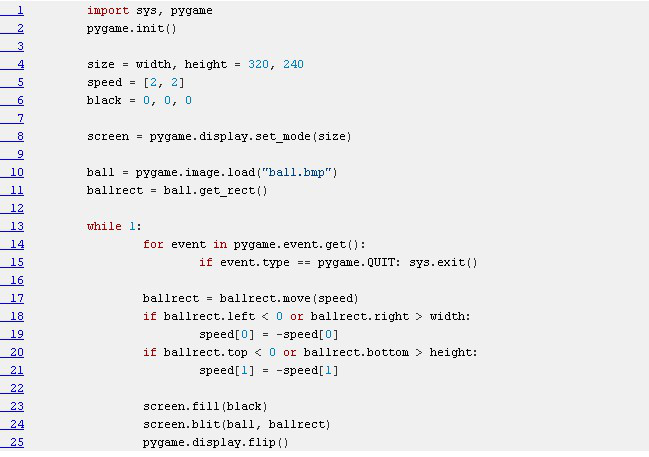 1 import sys, pygame
2 pygame.init()
3
4 size = width, height = 320, 240
5 speed = [2, 2]
6 black = 0, 0, 0
7
8 screen = pygame.display.set_mode(size)
9
10 ball = pygame.image.load("ball.bmp")
11 ballrect = ball.get_rect()
12
13 while 1:
14         for event in pygame.event.get():
15                 if event.type == pygame.QUIT: sys.exit()
16
17         ballrect = ballrect.move(speed)
18         if ballrect.left < 0 or ballrect.right > width:
19                 speed[0] = -speed[0]
20         if ballrect.top < 0 or ballrect.bottom > height:
21                 speed[1] = -speed[1]
22
23         screen.fill(black)
24         screen.blit(ball, ballrect)
25         pygame.display.flip()